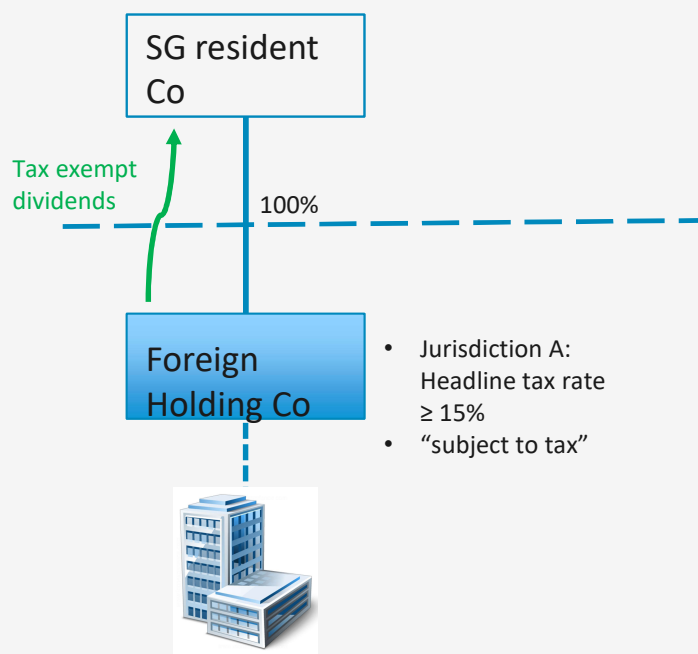 SG resident
Co
Tax exempt
dividends
100%
Foreign
Holding Co
• Jurisdiction A:
Headline tax rate
≥ 15%
• “subject to tax”